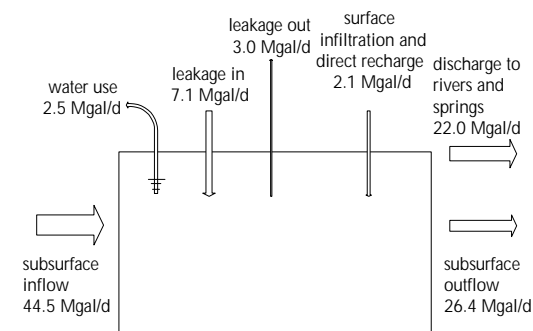 water use
2.5 Mgal/d
leakage in
7.1 Mgal/d
leakage out
3.0 Mgal/d
surface
infiltration and
direct recharge
2.1 Mgal/d
discharge to
rivers and
springs
22.0 Mgal/d
subsurface
inflow
44.5 Mgal/d
subsurface
outflow
26.4 Mgal/d